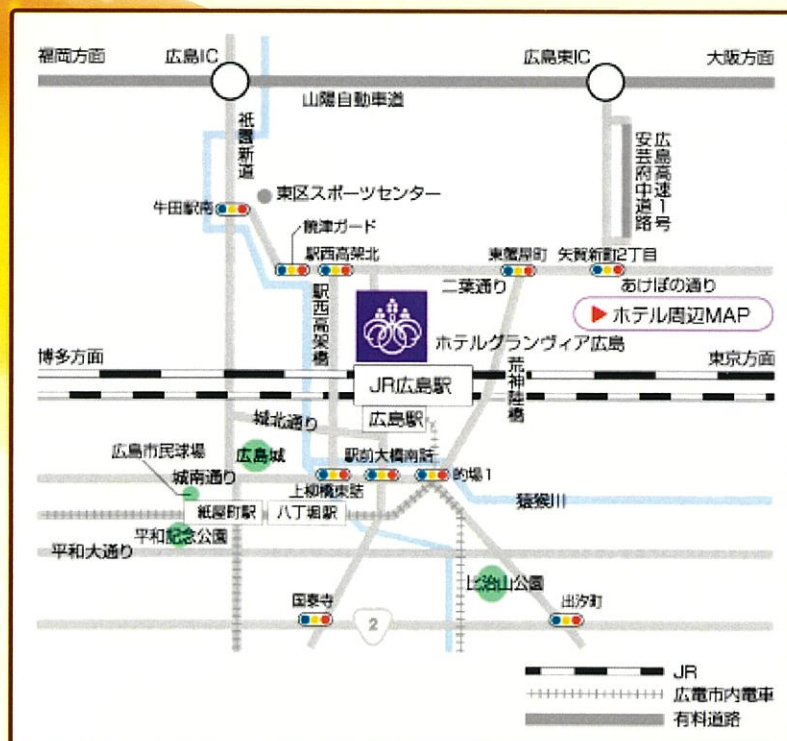 福岡方面
広島IC
広島東IC
大阪方面
山陽自動車道
祇園新道
広島高速1号
安芸府中道路
東区スポーツセンター
牛田駅南
饒津ガード
駅西高架北
東蟹屋町
矢賀新町2丁目
二葉通り
あけぼの通り
駅西高架橋
ホテル周辺MAP
ホテルグランヴィア広島
博多方面
東京方面
JR広島駅
荒神陸橋
広島駅
城北通り
広島市民球場
広島城
駅前大橋南詰
城南通り
的場1
上柳橋東詰
猿猴川
紙屋町駅
八丁堀駅
平和記念公園
平和大通り
比治山公園
国泰寺
出汐町
2
JR
広電市内電車
有料道路